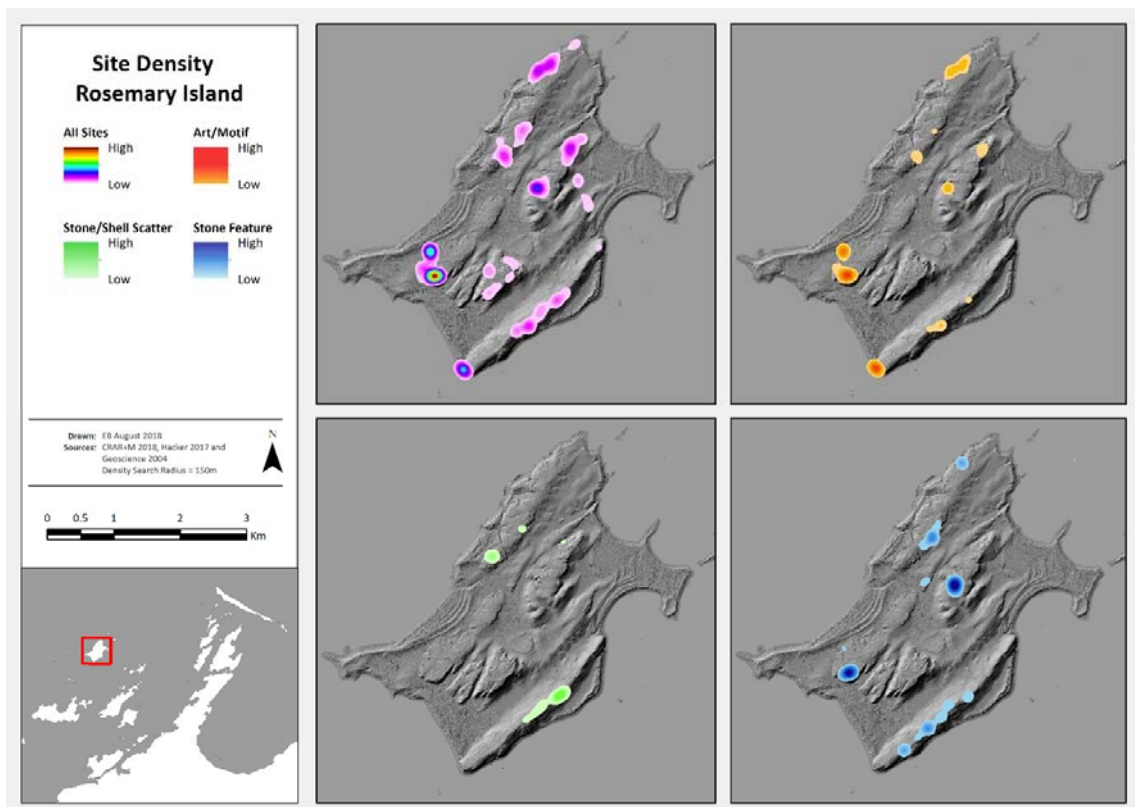 Site Density
Rosemary Island
All Sites
High
Low
Art/Motif
High
Low
Stone/Shell Scatter
High
Low
Stone Feature
High
Low
Drawn: EB August 2018
Sources: CRAR+M 2018, Hacker 2017 and
Geoscience 2004
Density Search Radius = 150m
N
0 0.5 1 2 3
Km